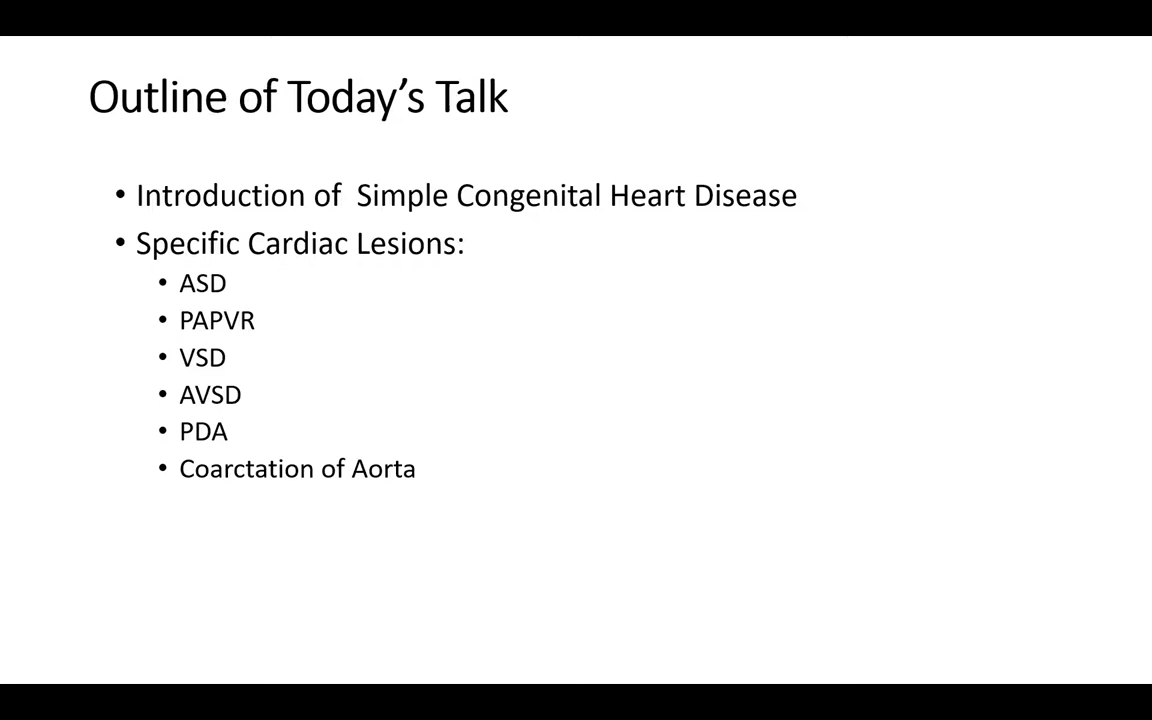 Outline of Today’s Talk
• Introduction of  Simple Congenital Heart Disease
• Specific Cardiac Lesions:
• ASD
• PAPVR
• VSD
• AVSD
• PDA
• Coarctation of Aorta